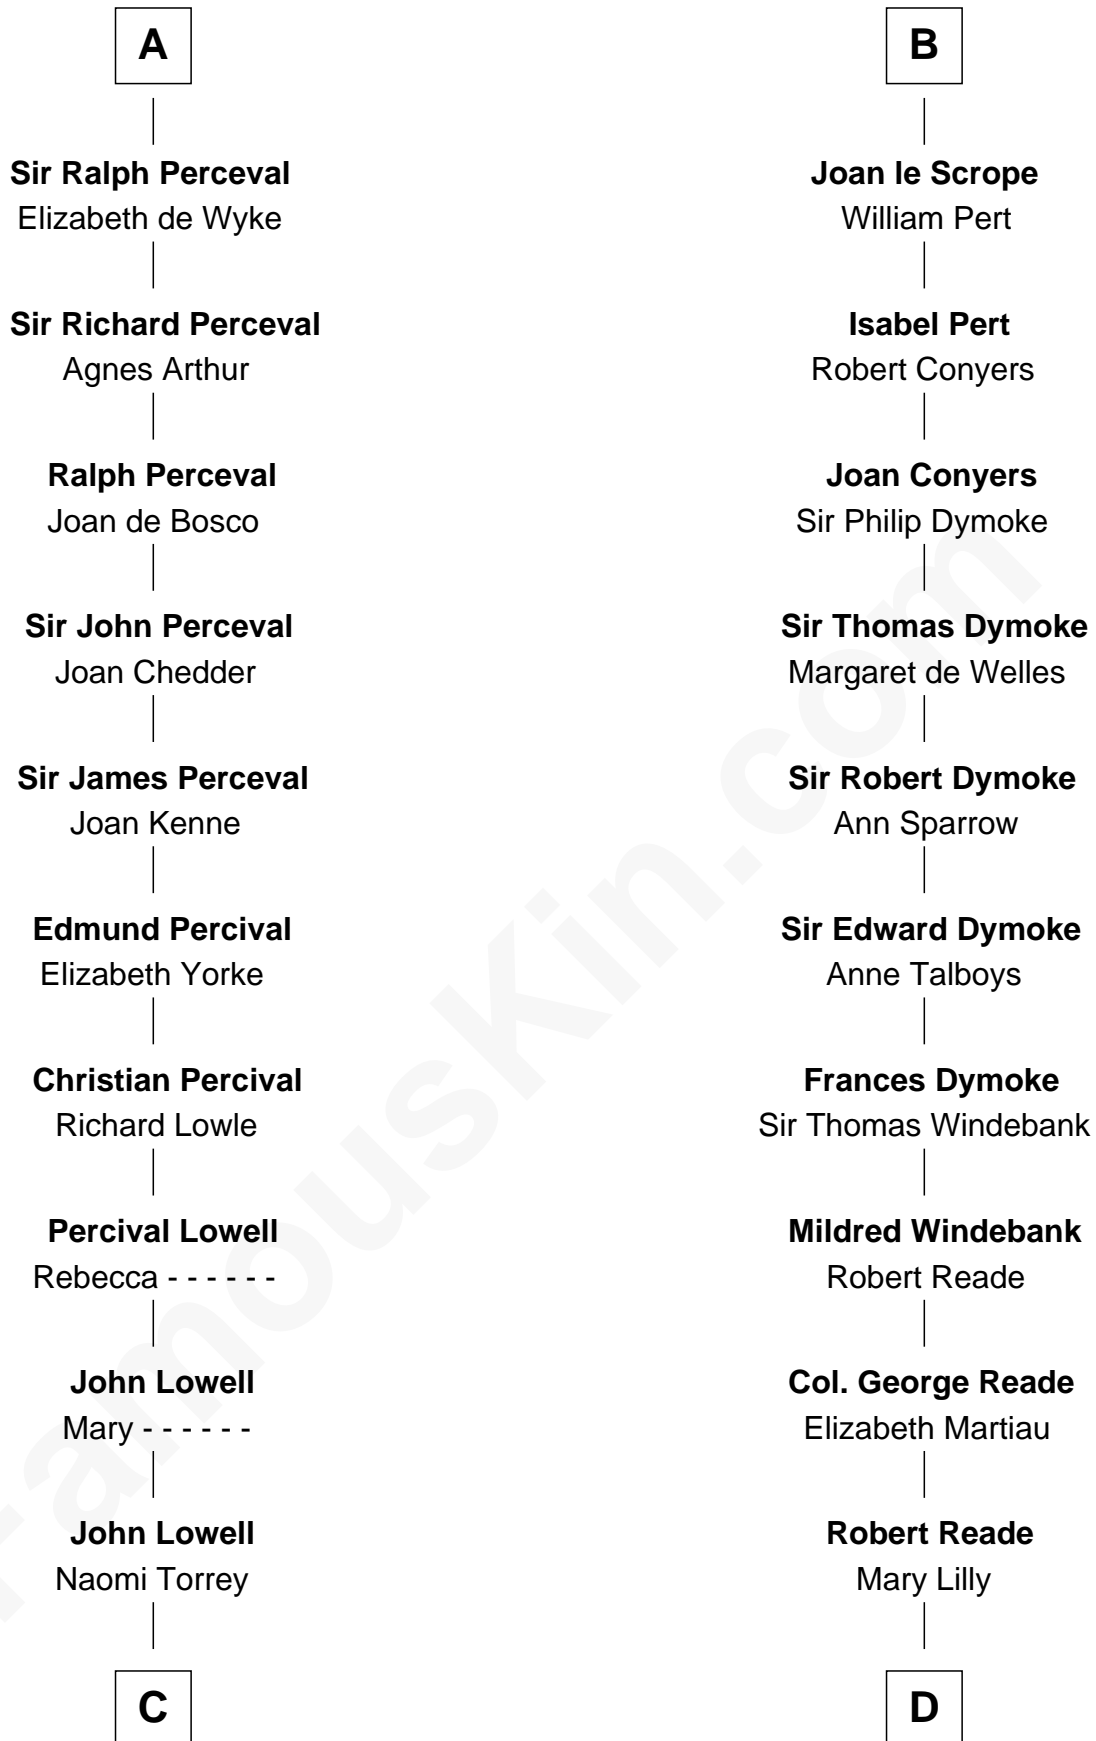 A
Sir Ralph Perceval
Elizabeth de Wyke
Sir Richard Perceval
Agnes Arthur
Ralph Perceval
Joan de Bosco
Sir John Perceval
Joan Chedder
Sir James Perceval
Joan Kenne
Edmund Percival
Elizabeth Yorke
Christian Percival
Richard Lowle
Percival Lowell
Rebecca - - - - - -
John Lowell
Mary - - - - - -
John Lowell
Naomi Torrey
C
B
Joan le Scrope
William Pert
Isabel Pert
Robert Conyers
Joan Conyers
Sir Philip Dymoke
Sir Thomas Dymoke
Margaret de Welles
Sir Robert Dymoke
Ann Sparrow
Sir Edward Dymoke
Anne Talboys
Frances Dymoke
Sir Thomas Windebank
Mildred Windebank
Robert Reade
Col. George Reade
Elizabeth Martiau
Robert Reade
Mary Lilly
D
FamousKin.com